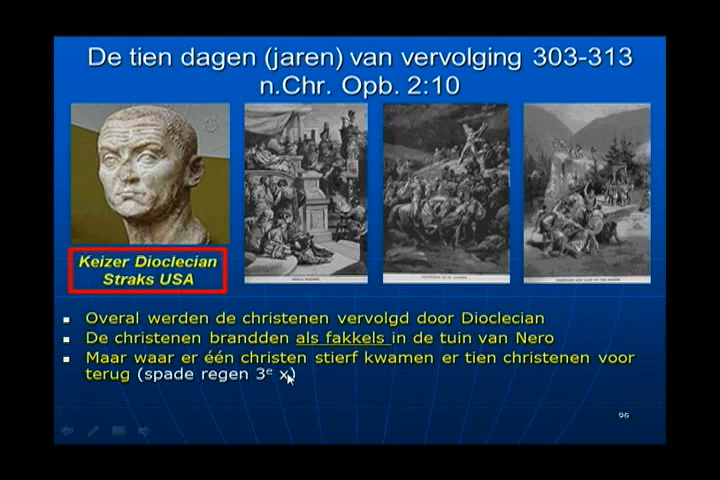 De tien dagen (jaren) van vervolging 303-313
n.Chr. Opb. 2:10
Keizer Dioclecian
Straks USA
Overal werden de christenen vervolgd door Dioclecian
De christenen brandden als fakkels in de tuin van Nero
Maar waar er één christen stierf kwamen er tien christenen voor
terug (spade regen 3e x)
96